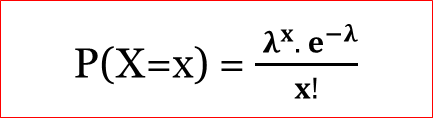 P(X=x) = λˣ. e⁻λ / x!